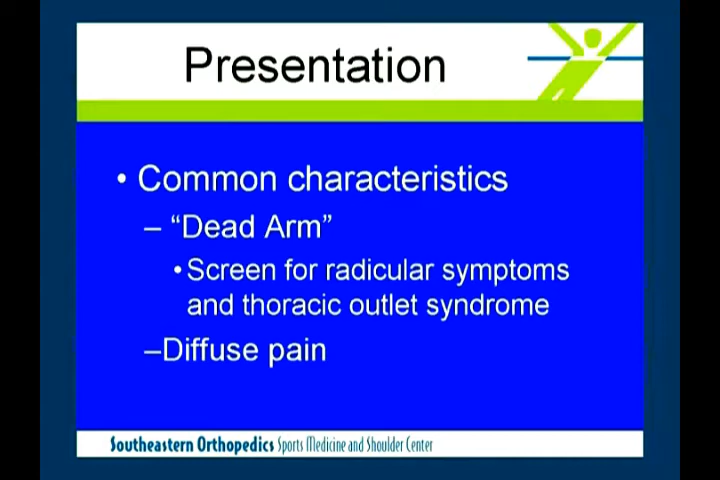 Presentation
• Common characteristics
– “Dead Arm”
• Screen for radicular symptoms
and thoracic outlet syndrome
–Diffuse pain
Southeastern Orthopedics Sports Medicine and Shoulder Center